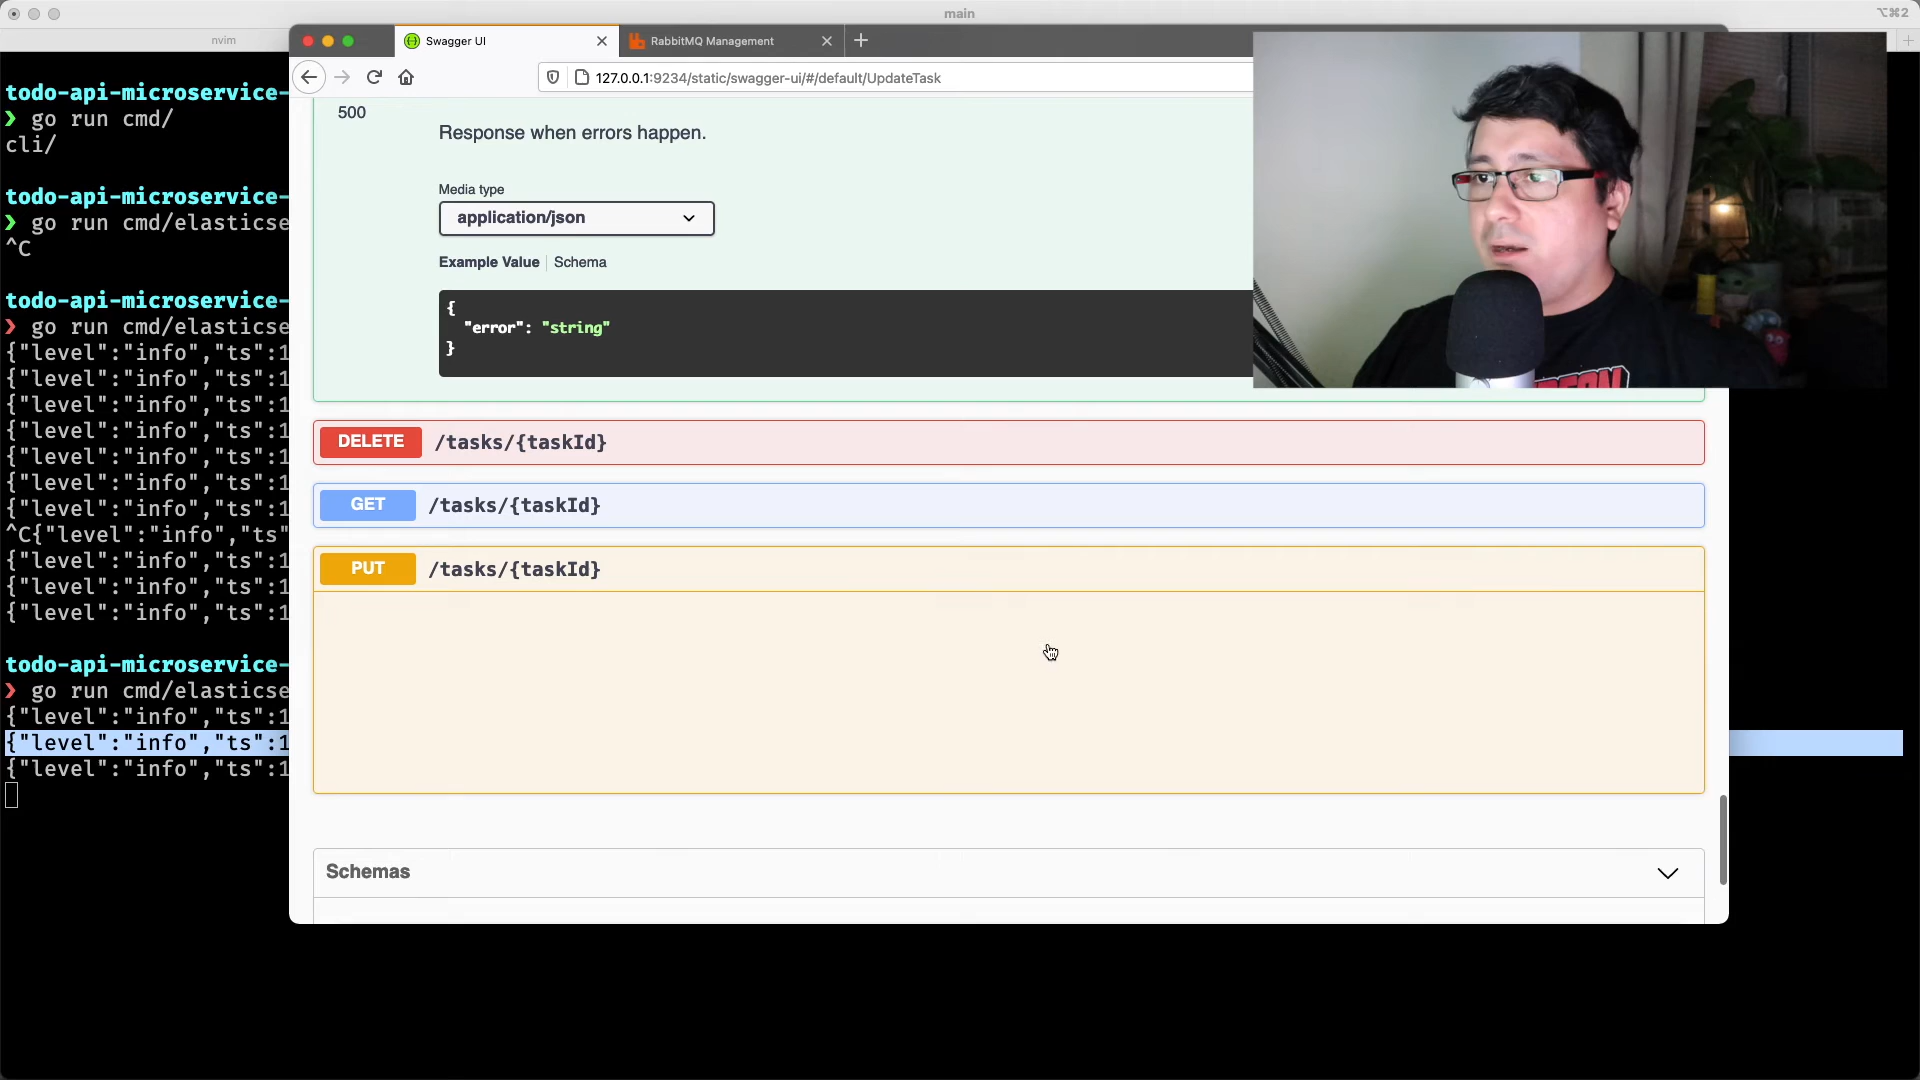 main
⌥⌘2
nvim
Swagger UI
RabbitMQ Management
127.0.0.1:9234/static/swagger-ui/#/default/UpdateTask
todo-api-microservice-
❯ go run cmd/
cli/
todo-api-microservice-
❯ go run cmd/elasticse
^C
todo-api-microservice-
❯ go run cmd/elasticse
{"level":"info","ts":1
{"level":"info","ts":1
{"level":"info","ts":1
{"level":"info","ts":1
{"level":"info","ts":1
{"level":"info","ts":1
{"level":"info","ts":1
^C{"level":"info","ts"
{"level":"info","ts":1
{"level":"info","ts":1
{"level":"info","ts":1
todo-api-microservice-
❯ go run cmd/elasticse
{"level":"info","ts":1
{"level":"info","ts":1
{"level":"info","ts":1
500
Response when errors happen.
Media type
application/json
Example Value
Schema
{
"error": "string"
}
DELETE /tasks/{taskId}
GET /tasks/{taskId}
PUT /tasks/{taskId}
Schemas